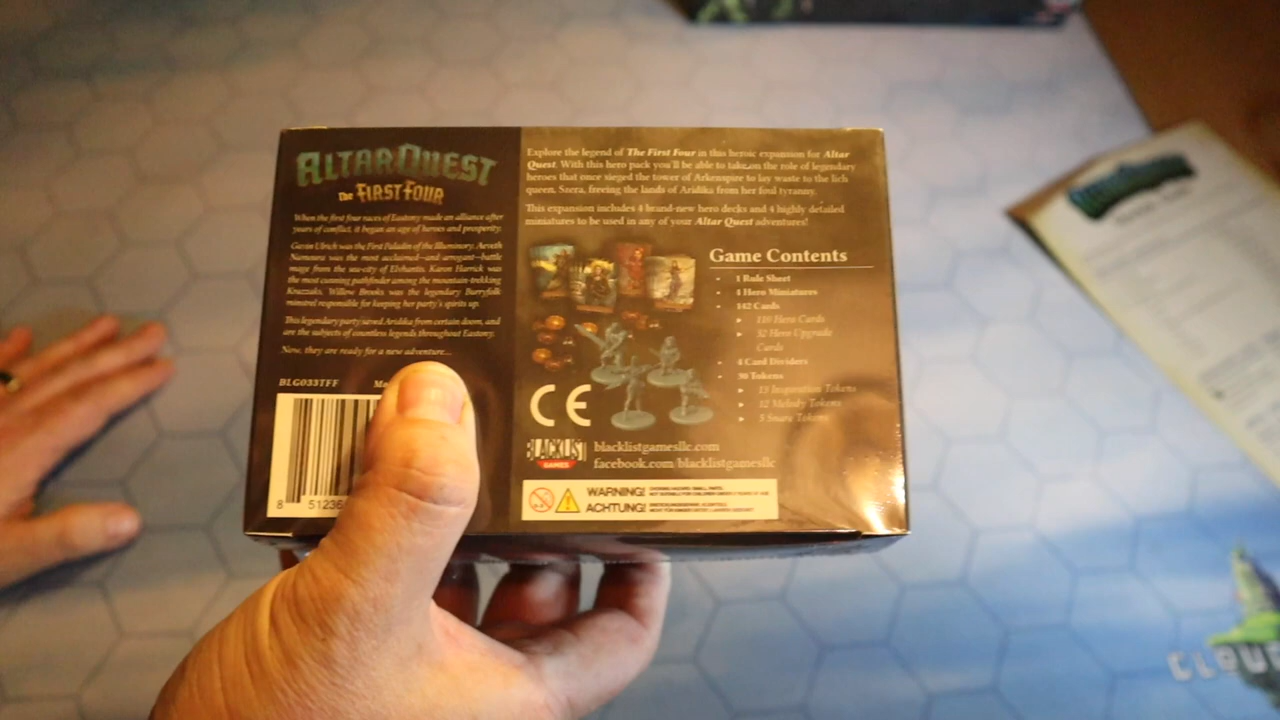 ALTAR QUEST
The FIRST FOUR
When the first four races of Eastony made an alliance after
years of conflict, it began an age of heroes and prosperity.
Gavin Ulrich was the First Paladin of the Illuminory. Aeveth
was the most acclaimed—and arrogant—battle
mage from the sea-city of Elvhantis. Karon Harrick was
the most cunning pathfinder among the mountain-trekking
Knazzaks. Willow Brooks was the legendary Burryfolk
minstrel responsible for keeping her party's spirits up.
This legendary party saved Aridika from certain doom, and
are the subjects of countless legends throughout Eastony.
Now, they are ready for a new adventure...
BLG033TFF
8 51236
Explore the legend of The First Four in this heroic expansion for Altar
Quest. With this hero pack you'll be able to take on the role of legendary
heroes that once sieged the tower of Arkenspire to lay waste to the lich
queen, Szera, freeing the lands of Aridika from her foul tyranny.
This expansion includes 4 brand-new hero decks and 4 highly detailed
miniatures to be used in any of your Altar Quest adventures!
Game Contents
1 Rule Sheet
4 Hero Miniatures
142 Cards
110 Hero Cards
32 Hero Upgrade
Cards
4 Card Dividers
30 Tokens
13 Inspiration Tokens
12 Melody Tokens
5 Snare Tokens
CE
BLACKLIST
GAMES
blacklistgamesllc.com
facebook.com/blacklistgamesllc
WARNING!
ACHTUNG!